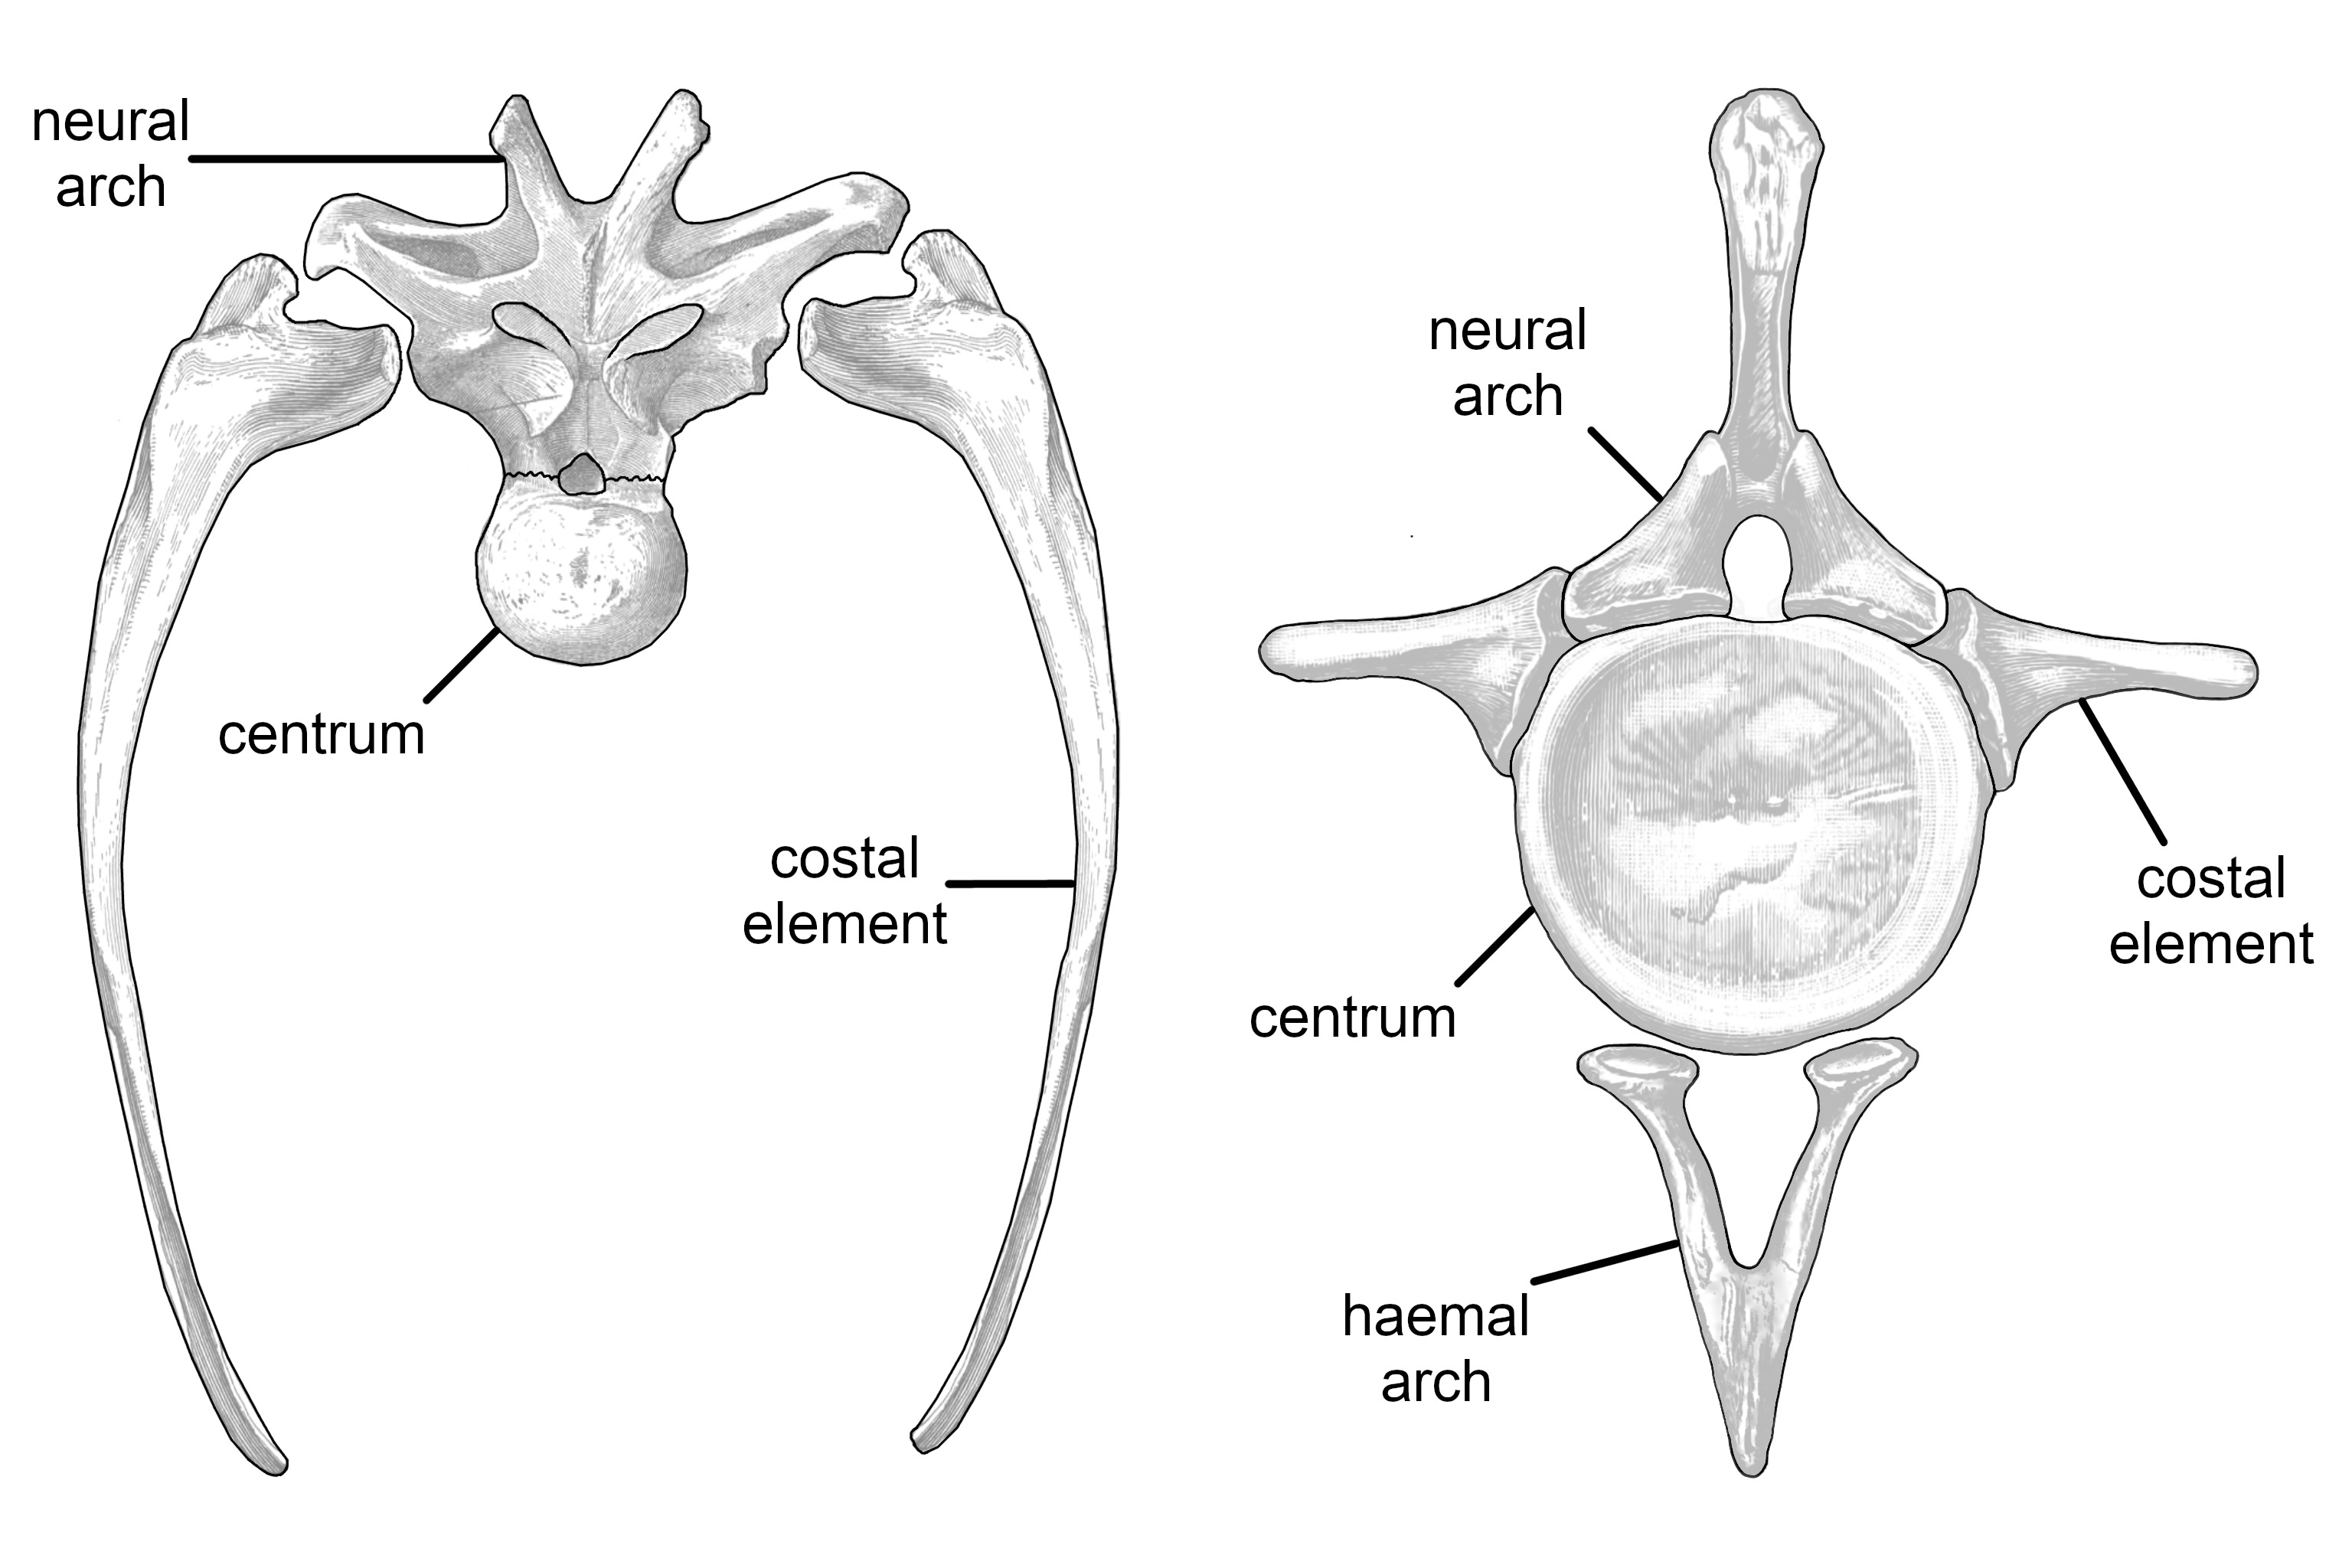 neural
arch
centrum
costal
element
neural
arch
costal
element
centrum
haemal
arch